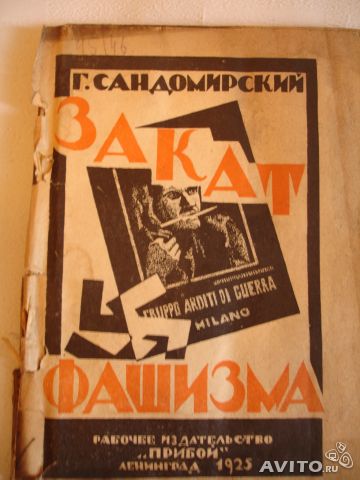 Г. САНДОМИРСКИЙ
ЗАКАТ
GRUPPO ARDITI DI GUERRA
MILANO
ФАШИЗМА
РАБОЧЕЕ ИЗДАТЕЛЬСТВО
„ПРИБОЙ“
ЛЕНИНГРАД 1925
AVITO.ru